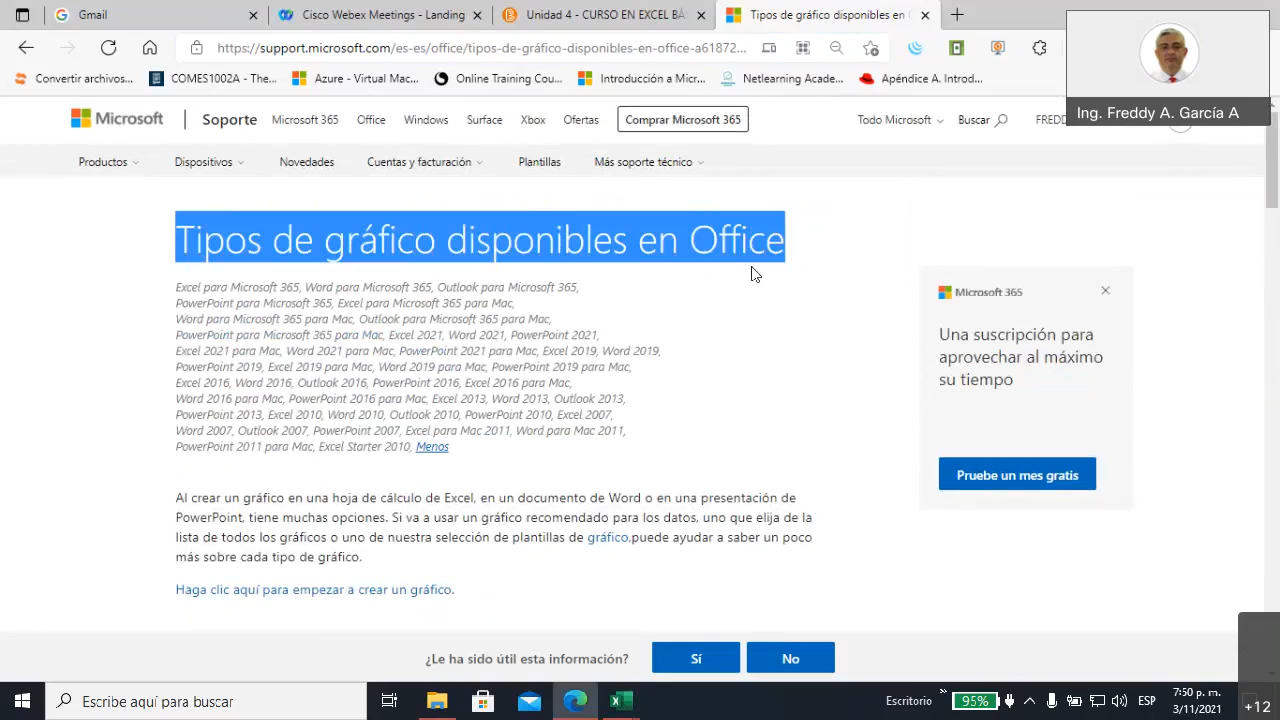 Gmail
Cisco Webex Meetings - Landing
Unidad 4 - CURSO EN EXCEL BÁ
Tipos de gráfico disponibles en O
https://support.microsoft.com/es-es/office/tipos-de-gráfico-disponibles-en-office-a61872...
Convertir archivos...
COMES1002A - The...
Azure - Virtual Mac...
Online Training Cou...
Introducción a Micr...
Netlearning Acade...
Apéndice A. Introd...
Ing. Freddy A. García A
Microsoft
Soporte
Microsoft 365
Office
Windows
Surface
Xbox
Ofertas
Comprar Microsoft 365
Todo Microsoft
Buscar
FREDD
Productos
Dispositivos
Novedades
Cuentas y facturación
Plantillas
Más soporte técnico
Tipos de gráfico disponibles en Office
Excel para Microsoft 365, Word para Microsoft 365, Outlook para Microsoft 365,
PowerPoint para Microsoft 365, Excel para Microsoft 365 para Mac,
Word para Microsoft 365 para Mac, Outlook para Microsoft 365 para Mac,
PowerPoint para Microsoft 365 para Mac, Excel 2021, Word 2021, PowerPoint 2021,
Excel 2021 para Mac, Word 2021 para Mac, PowerPoint 2021 para Mac, Excel 2019, Word 2019,
PowerPoint 2019, Excel 2019 para Mac, Word 2019 para Mac, PowerPoint 2019 para Mac,
Excel 2016, Word 2016, Outlook 2016, PowerPoint 2016, Excel 2016 para Mac,
Word 2016 para Mac, PowerPoint 2016 para Mac, Excel 2013, Word 2013, Outlook 2013,
PowerPoint 2013, Excel 2010, Word 2010, Outlook 2010, PowerPoint 2010, Excel 2007,
Word 2007, Outlook 2007, PowerPoint 2007, Excel para Mac 2011, Word para Mac 2011,
PowerPoint 2011 para Mac, Excel Starter 2010, Menos
Microsoft 365
Una suscripción para
aprovechar al máximo
su tiempo
Pruebe un mes gratis
Al crear un gráfico en una hoja de cálculo de Excel, en un documento de Word o en una presentación de
PowerPoint, tiene muchas opciones. Si va a usar un gráfico recomendado para los datos, uno que elija de la
lista de todos los gráficos o uno de nuestra selección de plantillas de gráfico,puede ayudar a saber un poco
más sobre cada tipo de gráfico.
Haga clic aquí para empezar a crear un gráfico.
¿Le ha sido útil esta información?
Sí
No
Escribe aquí para buscar
Escritorio
95%
ESP
7:50 p. m.
3/11/2021
+12